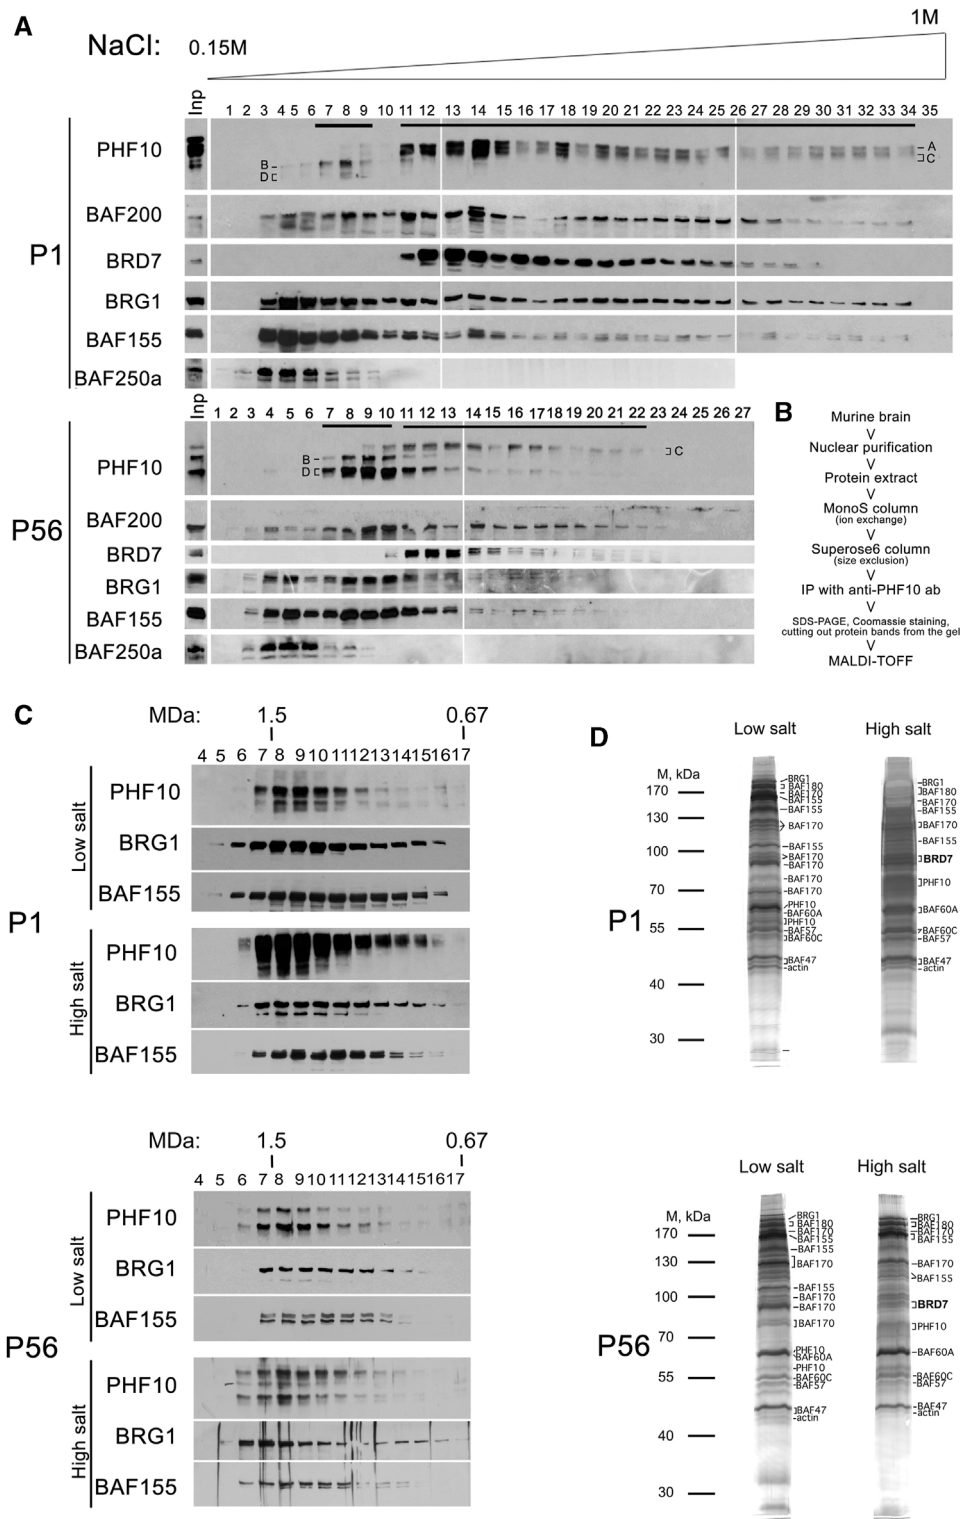 A
NaCl: 0.15M 1M
Inp 1 2 3 4 5 6 7 8 9 10 11 12 13 14 15 16 17 18 19 20 21 22 23 24 25 26 27 28 29 30 31 32 33 34 35
P1
PHF10 B D A C
BAF200
BRD7
BRG1
BAF155
BAF250a
Inp 1 2 3 4 5 6 7 8 9 10 11 12 13 14 15 16 17 18 19 20 21 22 23 24 25 26 27
P56
PHF10 B D C
BAF200
BRD7
BRG1
BAF155
BAF250a
B
Murine brain
Nuclear purification
Protein extract
MonoS column
(ion exchange)
Superose6 column
(size exclusion)
IP with anti-PHF10 ab
SDS-PAGE, Coomassie staining,
cutting out protein bands from the gel
MALDI-TOFF
C
MDa: 1.5 0.67
4 5 6 7 8 9 10 11 12 13 14 15 16 17
P1
Low salt
PHF10
BRG1
BAF155
High salt
PHF10
BRG1
BAF155
MDa: 1.5 0.67
4 5 6 7 8 9 10 11 12 13 14 15 16 17
P56
Low salt
PHF10
BRG1
BAF155
High salt
PHF10
BRG1
BAF155
D
Low salt High salt
P1
M, kDa
170
130
100
70
55
40
30
BRG1
BAF180
BAF170
BAF155
BAF155
BAF170
BAF155
BAF170
BAF170
BAF170
BAF170
PHF10
BAF60A
PHF10
BAF57
BAF60C
BAF47
actin
BRG1
BAF180
BAF170
BAF155
BAF170
BAF155
BRD7
PHF10
BAF60A
BAF60C
BAF57
BAF47
actin
Low salt High salt
P56
M, kDa
170
130
100
70
55
40
30
BRG1
BAF180
BAF170
BAF155
BAF155
BAF170
BAF155
BAF170
BAF170
BAF170
PHF10
BAF60A
PHF10
BAF60C
BAF57
BAF47
actin
BRG1
BAF180
BAF170
BAF155
BAF170
BAF155
BRD7
PHF10
BAF60A
BAF60C
BAF57
BAF47
actin